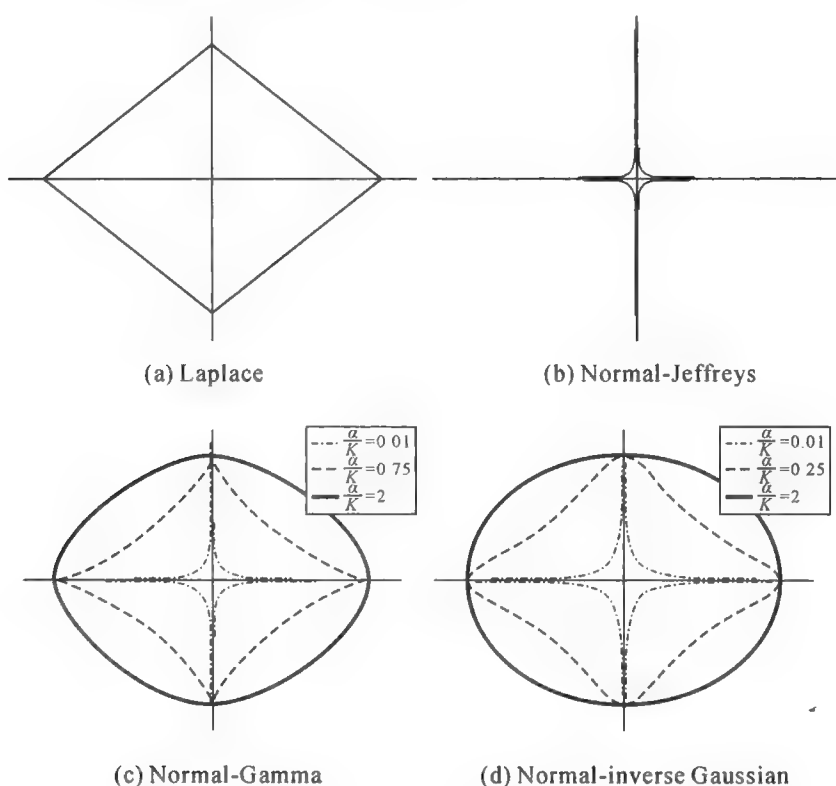 (a) Laplace
(b) Normal-Jeffreys
α/K=0 01
α/K=0 75
α/K=2
α/K=0.01
α/K=0 25
α/K=2
(c) Normal-Gamma
(d) Normal-inverse Gaussian